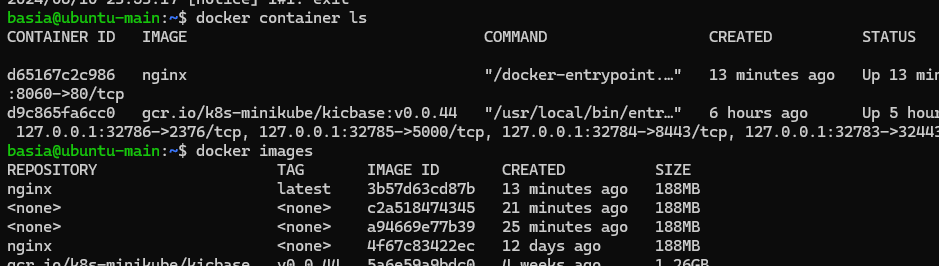 2024/08/10 23:35:17 [notice] 1#1: exit
basia@ubuntu-main:~$ docker container ls
CONTAINER ID   IMAGE   COMMAND   CREATED   STATUS
d65167c2c986   nginx   "/docker-entrypoint.…"   13 minutes ago   Up 13 min
:8060->80/tcp
d9c865fa6cc0   gcr.io/k8s-minikube/kicbase:v0.0.44   "/usr/local/bin/entr…"   6 hours ago   Up 5 hour
127.0.0.1:32786->2376/tcp, 127.0.0.1:32785->5000/tcp, 127.0.0.1:32784->8443/tcp, 127.0.0.1:32783->32443
basia@ubuntu-main:~$ docker images
REPOSITORY   TAG   IMAGE ID   CREATED   SIZE
nginx   latest   3b57d63cd87b   13 minutes ago   188MB
<none>   <none>   c2a518474345   21 minutes ago   188MB
<none>   <none>   a94669e77b39   25 minutes ago   188MB
nginx   <none>   4f67c83422ec   12 days ago   188MB
gcr.io/k8s-minikube/kicbase   v0.0.44   5a6e59a9bdc0   4 weeks ago   1.26GB